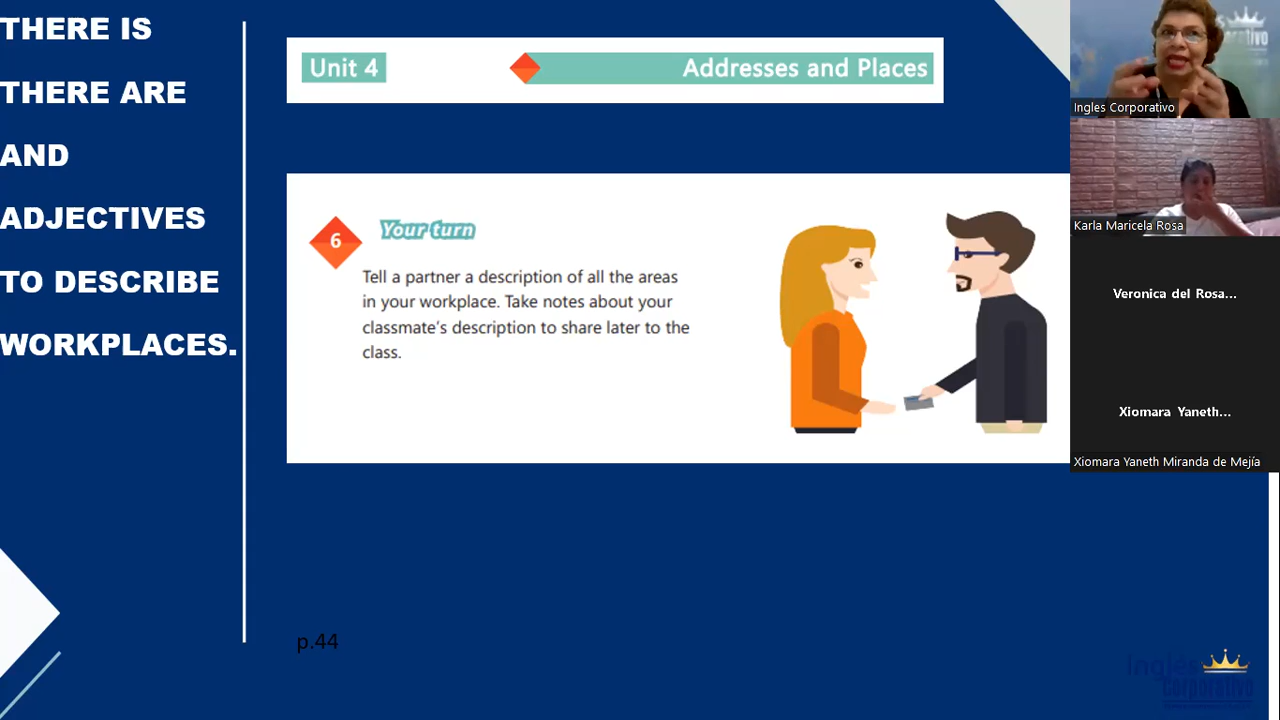 THERE IS
THERE ARE
AND
ADJECTIVES
TO DESCRIBE
WORKPLACES.
Unit 4
Addresses and Places
6
Your turn
Tell a partner a description of all the areas
in your workplace. Take notes about your
classmate's description to share later to the
class.
p.44
Ingles Corporativo
Karla Maricela Rosa
Veronica del Rosa...
Xiomara Yaneth...
Xiomara Yaneth Miranda de Mejía
Inglés
Corporativo